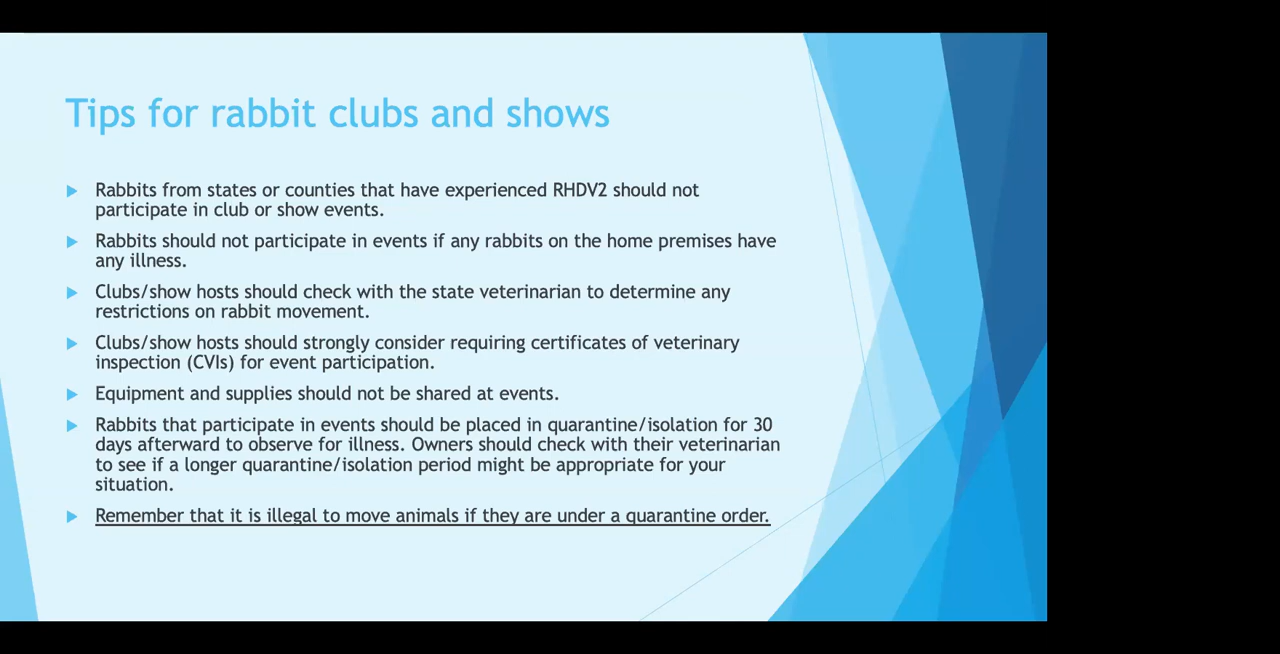 Tips for rabbit clubs and shows
Rabbits from states or counties that have experienced RHDV2 should not
participate in club or show events.
Rabbits should not participate in events if any rabbits on the home premises have
any illness.
Clubs/show hosts should check with the state veterinarian to determine any
restrictions on rabbit movement.
Clubs/show hosts should strongly consider requiring certificates of veterinary
inspection (CVIs) for event participation.
Equipment and supplies should not be shared at events.
Rabbits that participate in events should be placed in quarantine/isolation for 30
days afterward to observe for illness. Owners should check with their veterinarian
to see if a longer quarantine/isolation period might be appropriate for your
situation.
Remember that it is illegal to move animals if they are under a quarantine order.